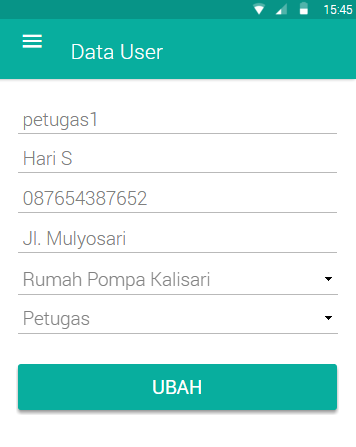 15:45
Data User
petugas1
Hari S
087654387652
Jl. Mulyosari
Rumah Pompa Kalisari
Petugas
UBAH